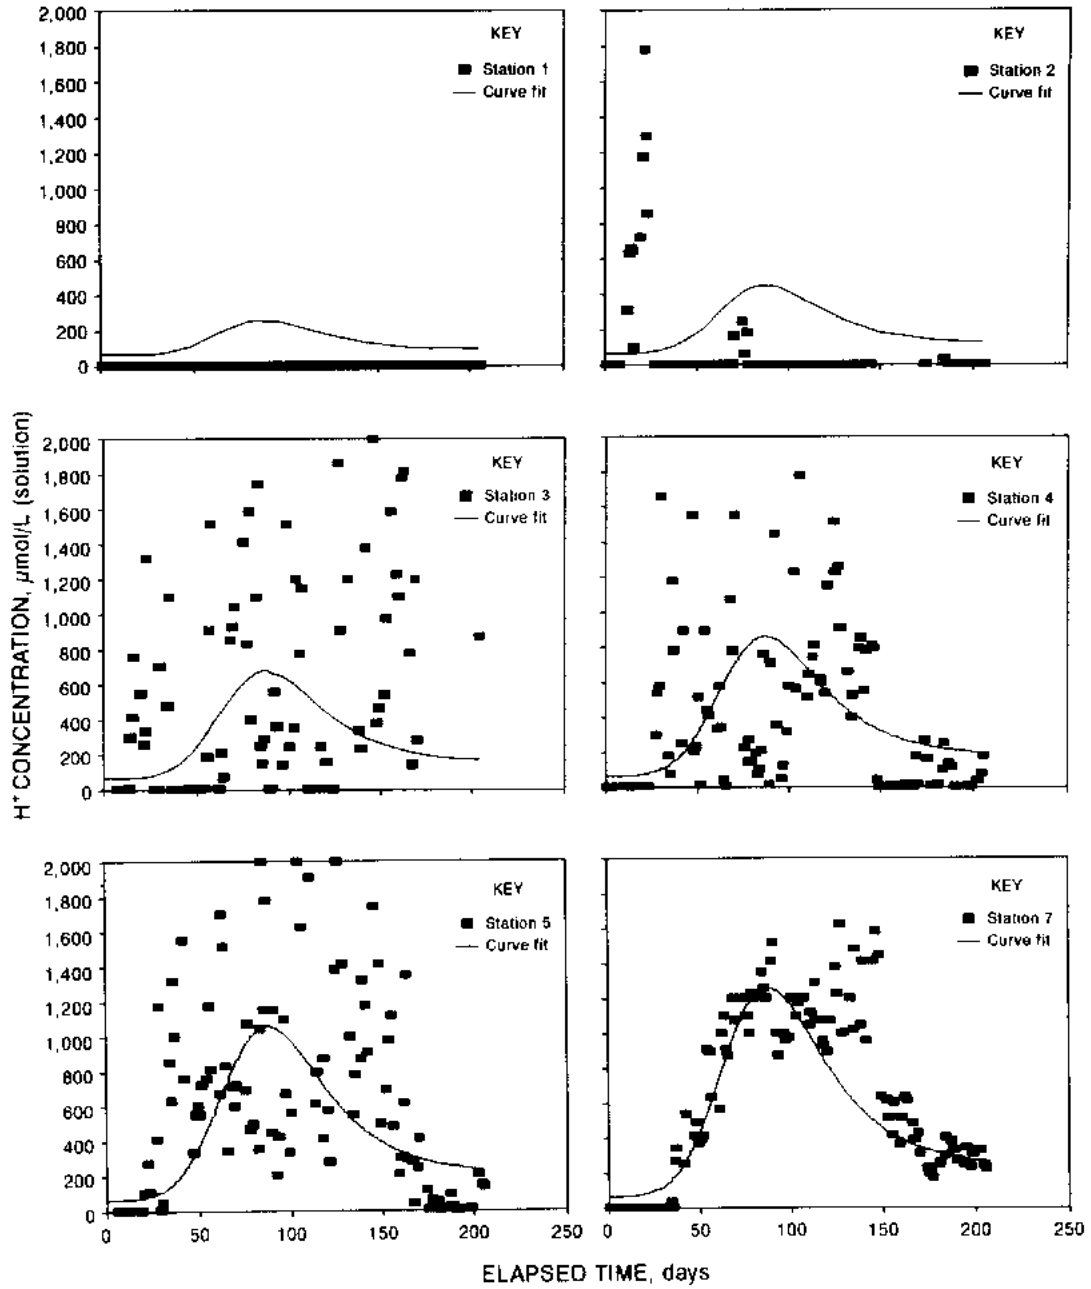 2,000
1,800
1,600
1,400
1,200
1,000
800
600
400
200
0
KEY
Station 1
Curve fit
KEY
Station 2
Curve fit
H+ CONCENTRATION, μmol/L (solution)
2,000
1,800
1,600
1,400
1,200
1,000
800
600
400
200
0
KEY
Station 3
Curve fit
KEY
Station 4
Curve fit
2,000
1,800
1,600
1,400
1,200
1,000
800
600
400
200
0
KEY
Station 5
Curve fit
KEY
Station 7
Curve fit
0 50 100 150 200 250
0 50 100 150 200 250
ELAPSED TIME, days